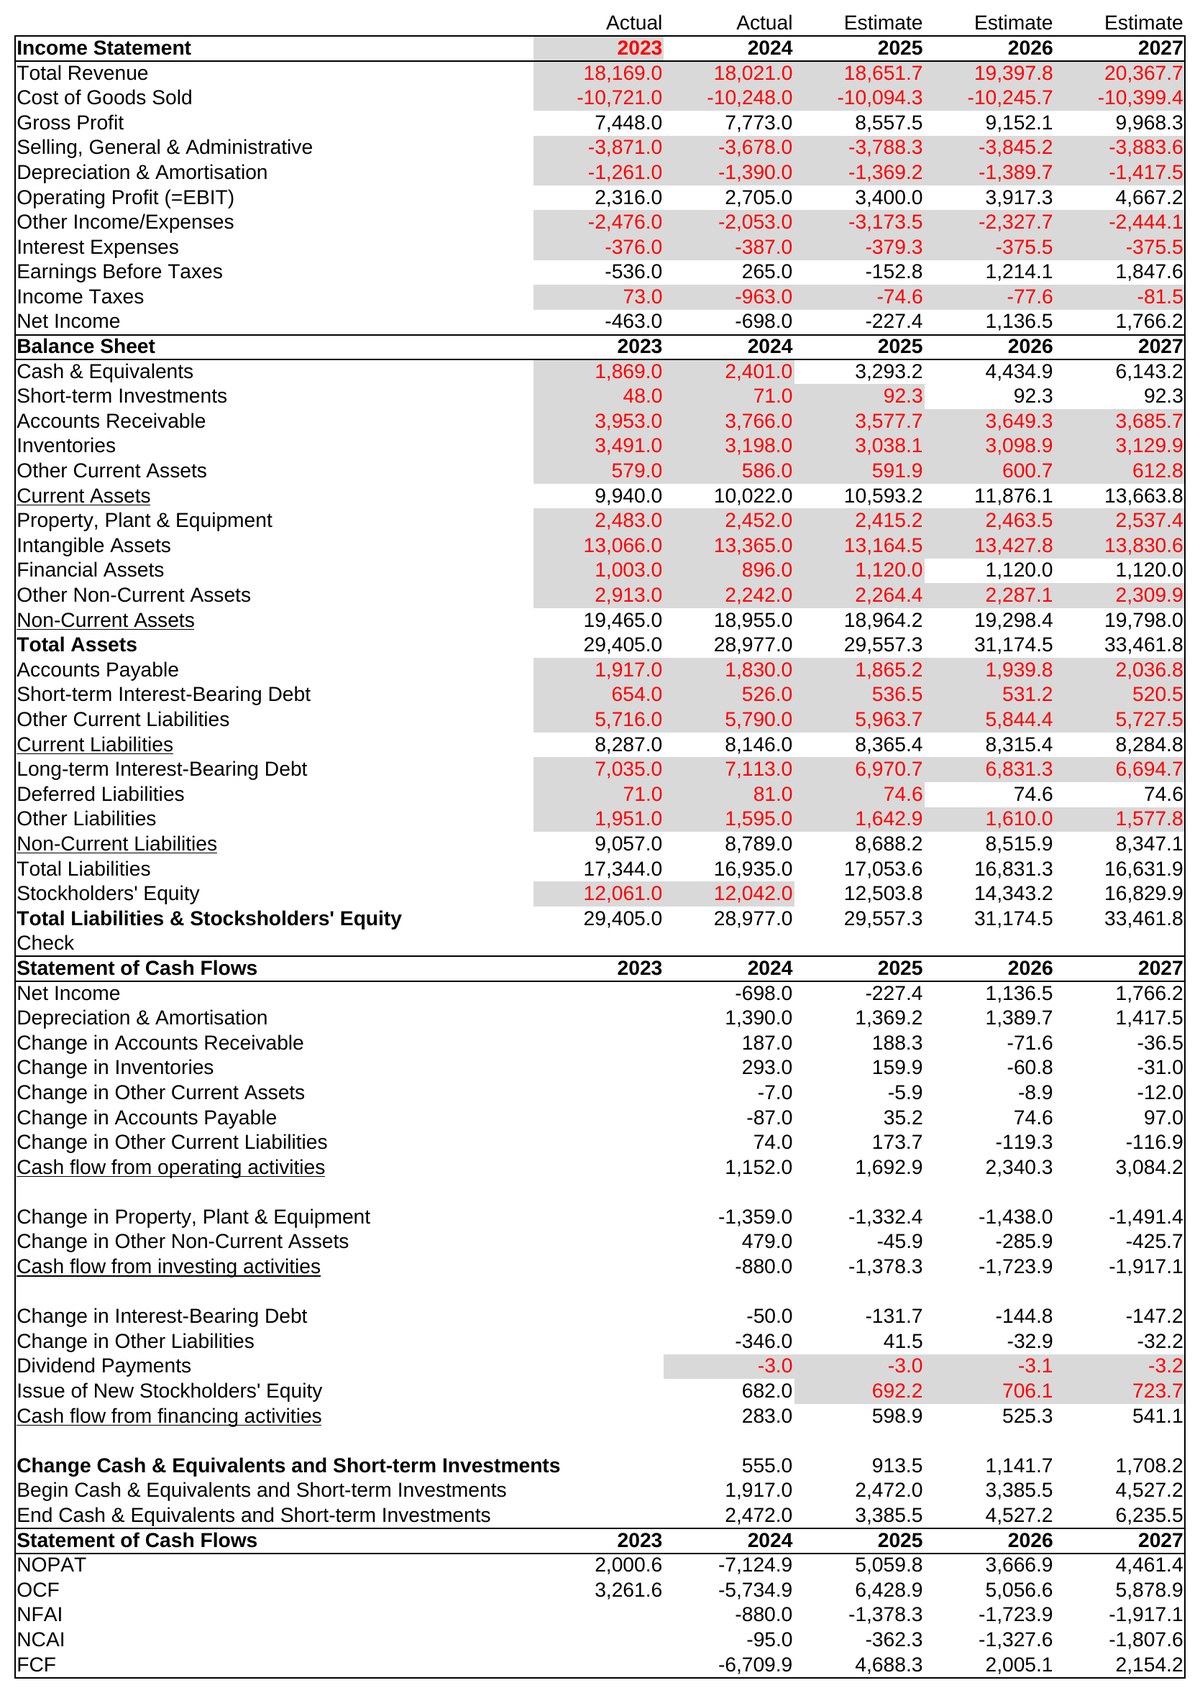 Actual Actual Estimate Estimate Estimate
Income Statement 2023 2024 2025 2026 2027
Total Revenue 18,169.0 18,021.0 18,651.7 19,397.8 20,367.7
Cost of Goods Sold -10,721.0 -10,248.0 -10,094.3 -10,245.7 -10,399.4
Gross Profit 7,448.0 7,773.0 8,557.5 9,152.1 9,968.3
Selling, General & Administrative -3,871.0 -3,678.0 -3,788.3 -3,845.2 -3,883.6
Depreciation & Amortisation -1,261.0 -1,390.0 -1,369.2 -1,389.7 -1,417.5
Operating Profit (=EBIT) 2,316.0 2,705.0 3,400.0 3,917.3 4,667.2
Other Income/Expenses -2,476.0 -2,053.0 -3,173.5 -2,327.7 -2,444.1
Interest Expenses -376.0 -387.0 -379.3 -375.5 -375.5
Earnings Before Taxes -536.0 265.0 -152.8 1,214.1 1,847.6
Income Taxes 73.0 -963.0 -74.6 -77.6 -81.5
Net Income -463.0 -698.0 -227.4 1,136.5 1,766.2
Balance Sheet 2023 2024 2025 2026 2027
Cash & Equivalents 1,869.0 2,401.0 3,293.2 4,434.9 6,143.2
Short-term Investments 48.0 71.0 92.3 92.3 92.3
Accounts Receivable 3,953.0 3,766.0 3,577.7 3,649.3 3,685.7
Inventories 3,491.0 3,198.0 3,038.1 3,098.9 3,129.9
Other Current Assets 579.0 586.0 591.9 600.7 612.8
Current Assets 9,940.0 10,022.0 10,593.2 11,876.1 13,663.8
Property, Plant & Equipment 2,483.0 2,452.0 2,415.2 2,463.5 2,537.4
Intangible Assets 13,066.0 13,365.0 13,164.5 13,427.8 13,830.6
Financial Assets 1,003.0 896.0 1,120.0 1,120.0 1,120.0
Other Non-Current Assets 2,913.0 2,242.0 2,264.4 2,287.1 2,309.9
Non-Current Assets 19,465.0 18,955.0 18,964.2 19,298.4 19,798.0
Total Assets 29,405.0 28,977.0 29,557.3 31,174.5 33,461.8
Accounts Payable 1,917.0 1,830.0 1,865.2 1,939.8 2,036.8
Short-term Interest-Bearing Debt 654.0 526.0 536.5 531.2 520.5
Other Current Liabilities 5,716.0 5,790.0 5,963.7 5,844.4 5,727.5
Current Liabilities 8,287.0 8,146.0 8,365.4 8,315.4 8,284.8
Long-term Interest-Bearing Debt 7,035.0 7,113.0 6,970.7 6,831.3 6,694.7
Deferred Liabilities 71.0 81.0 74.6 74.6 74.6
Other Liabilities 1,951.0 1,595.0 1,642.9 1,610.0 1,577.8
Non-Current Liabilities 9,057.0 8,789.0 8,688.2 8,515.9 8,347.1
Total Liabilities 17,344.0 16,935.0 17,053.6 16,831.3 16,631.9
Stockholders' Equity 12,061.0 12,042.0 12,503.8 14,343.2 16,829.9
Total Liabilities & Stocksholders' Equity 29,405.0 28,977.0 29,557.3 31,174.5 33,461.8
Check
Statement of Cash Flows 2023 2024 2025 2026 2027
Net Income -698.0 -227.4 1,136.5 1,766.2
Depreciation & Amortisation 1,390.0 1,369.2 1,389.7 1,417.5
Change in Accounts Receivable 187.0 188.3 -71.6 -36.5
Change in Inventories 293.0 159.9 -60.8 -31.0
Change in Other Current Assets -7.0 -5.9 -8.9 -12.0
Change in Accounts Payable -87.0 35.2 74.6 97.0
Change in Other Current Liabilities 74.0 173.7 -119.3 -116.9
Cash flow from operating activities 1,152.0 1,692.9 2,340.3 3,084.2
Change in Property, Plant & Equipment -1,359.0 -1,332.4 -1,438.0 -1,491.4
Change in Other Non-Current Assets 479.0 -45.9 -285.9 -425.7
Cash flow from investing activities -880.0 -1,378.3 -1,723.9 -1,917.1
Change in Interest-Bearing Debt -50.0 -131.7 -144.8 -147.2
Change in Other Liabilities -346.0 41.5 -32.9 -32.2
Dividend Payments -3.0 -3.0 -3.1 -3.2
Issue of New Stockholders' Equity 682.0 692.2 706.1 723.7
Cash flow from financing activities 283.0 598.9 525.3 541.1
Change Cash & Equivalents and Short-term Investments 555.0 913.5 1,141.7 1,708.2
Begin Cash & Equivalents and Short-term Investments 1,917.0 2,472.0 3,385.5 4,527.2
End Cash & Equivalents and Short-term Investments 2,472.0 3,385.5 4,527.2 6,235.5
Statement of Cash Flows 2023 2024 2025 2026 2027
NOPAT 2,000.6 -7,124.9 5,059.8 3,666.9 4,461.4
OCF 3,261.6 -5,734.9 6,428.9 5,056.6 5,878.9
NFAI -880.0 -1,378.3 -1,723.9 -1,917.1
NCAI -95.0 -362.3 -1,327.6 -1,807.6
FCF -6,709.9 4,688.3 2,005.1 2,154.2